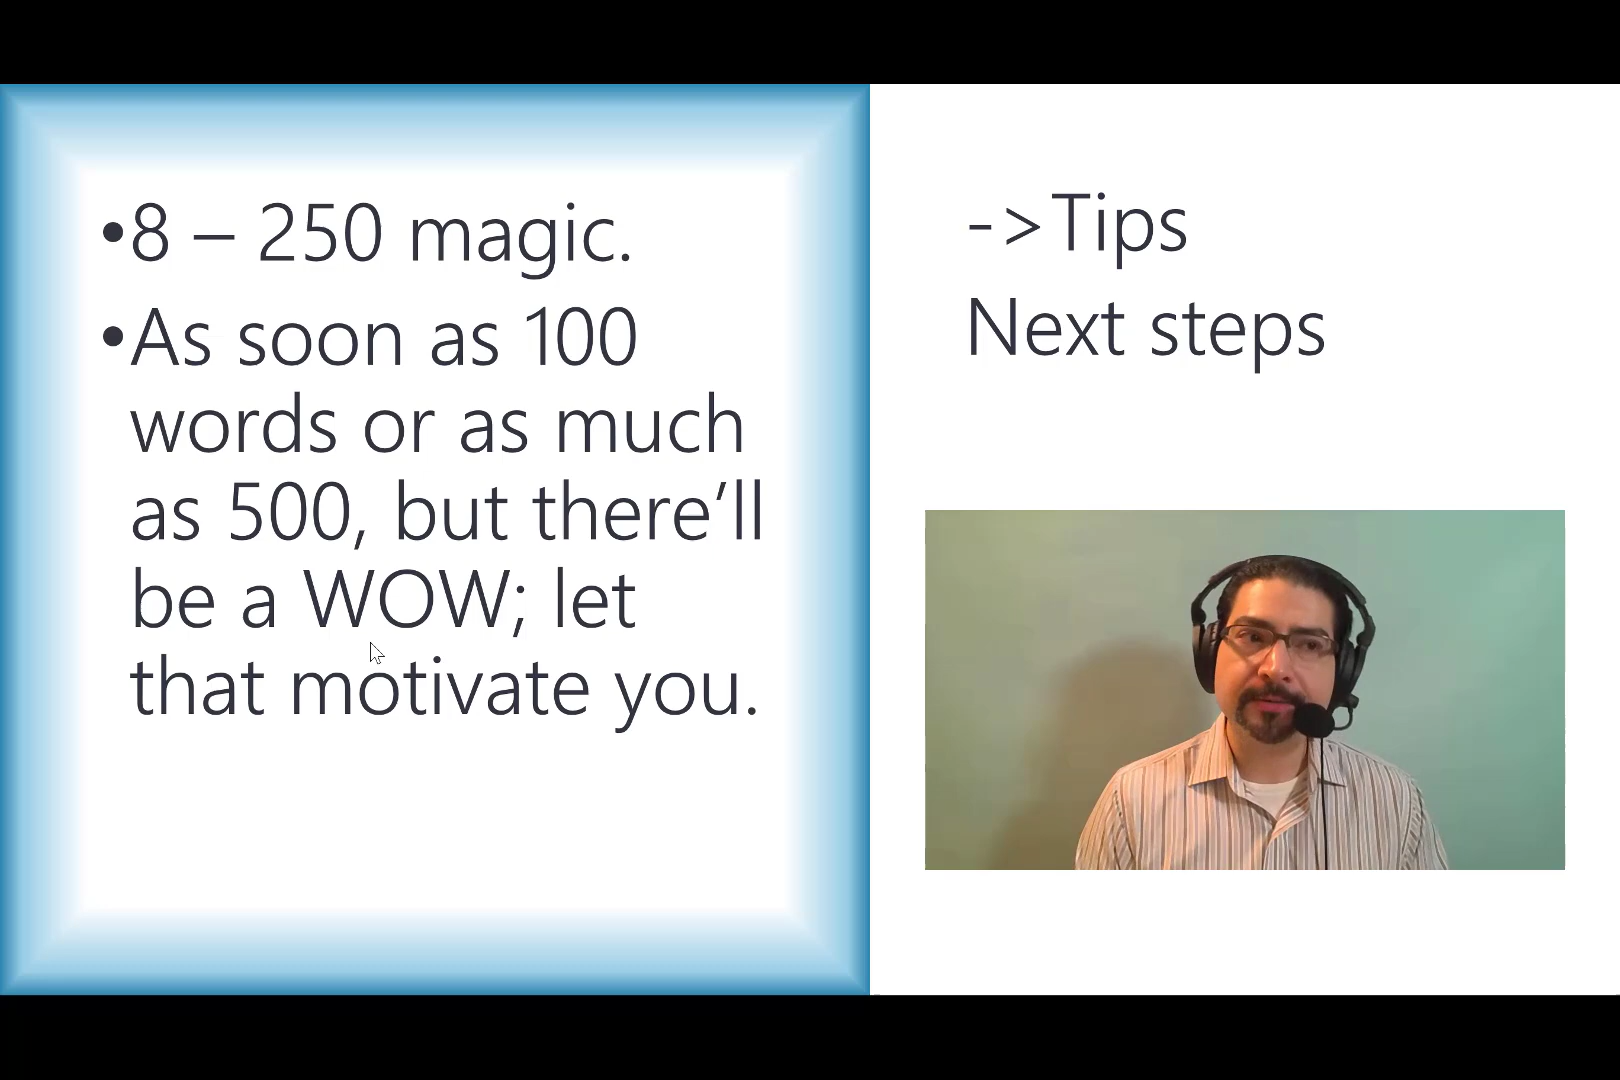 •8 – 250 magic.
•As soon as 100
words or as much
as 500, but there’ll
be a WOW; let
that motivate you.
->Tips
Next steps